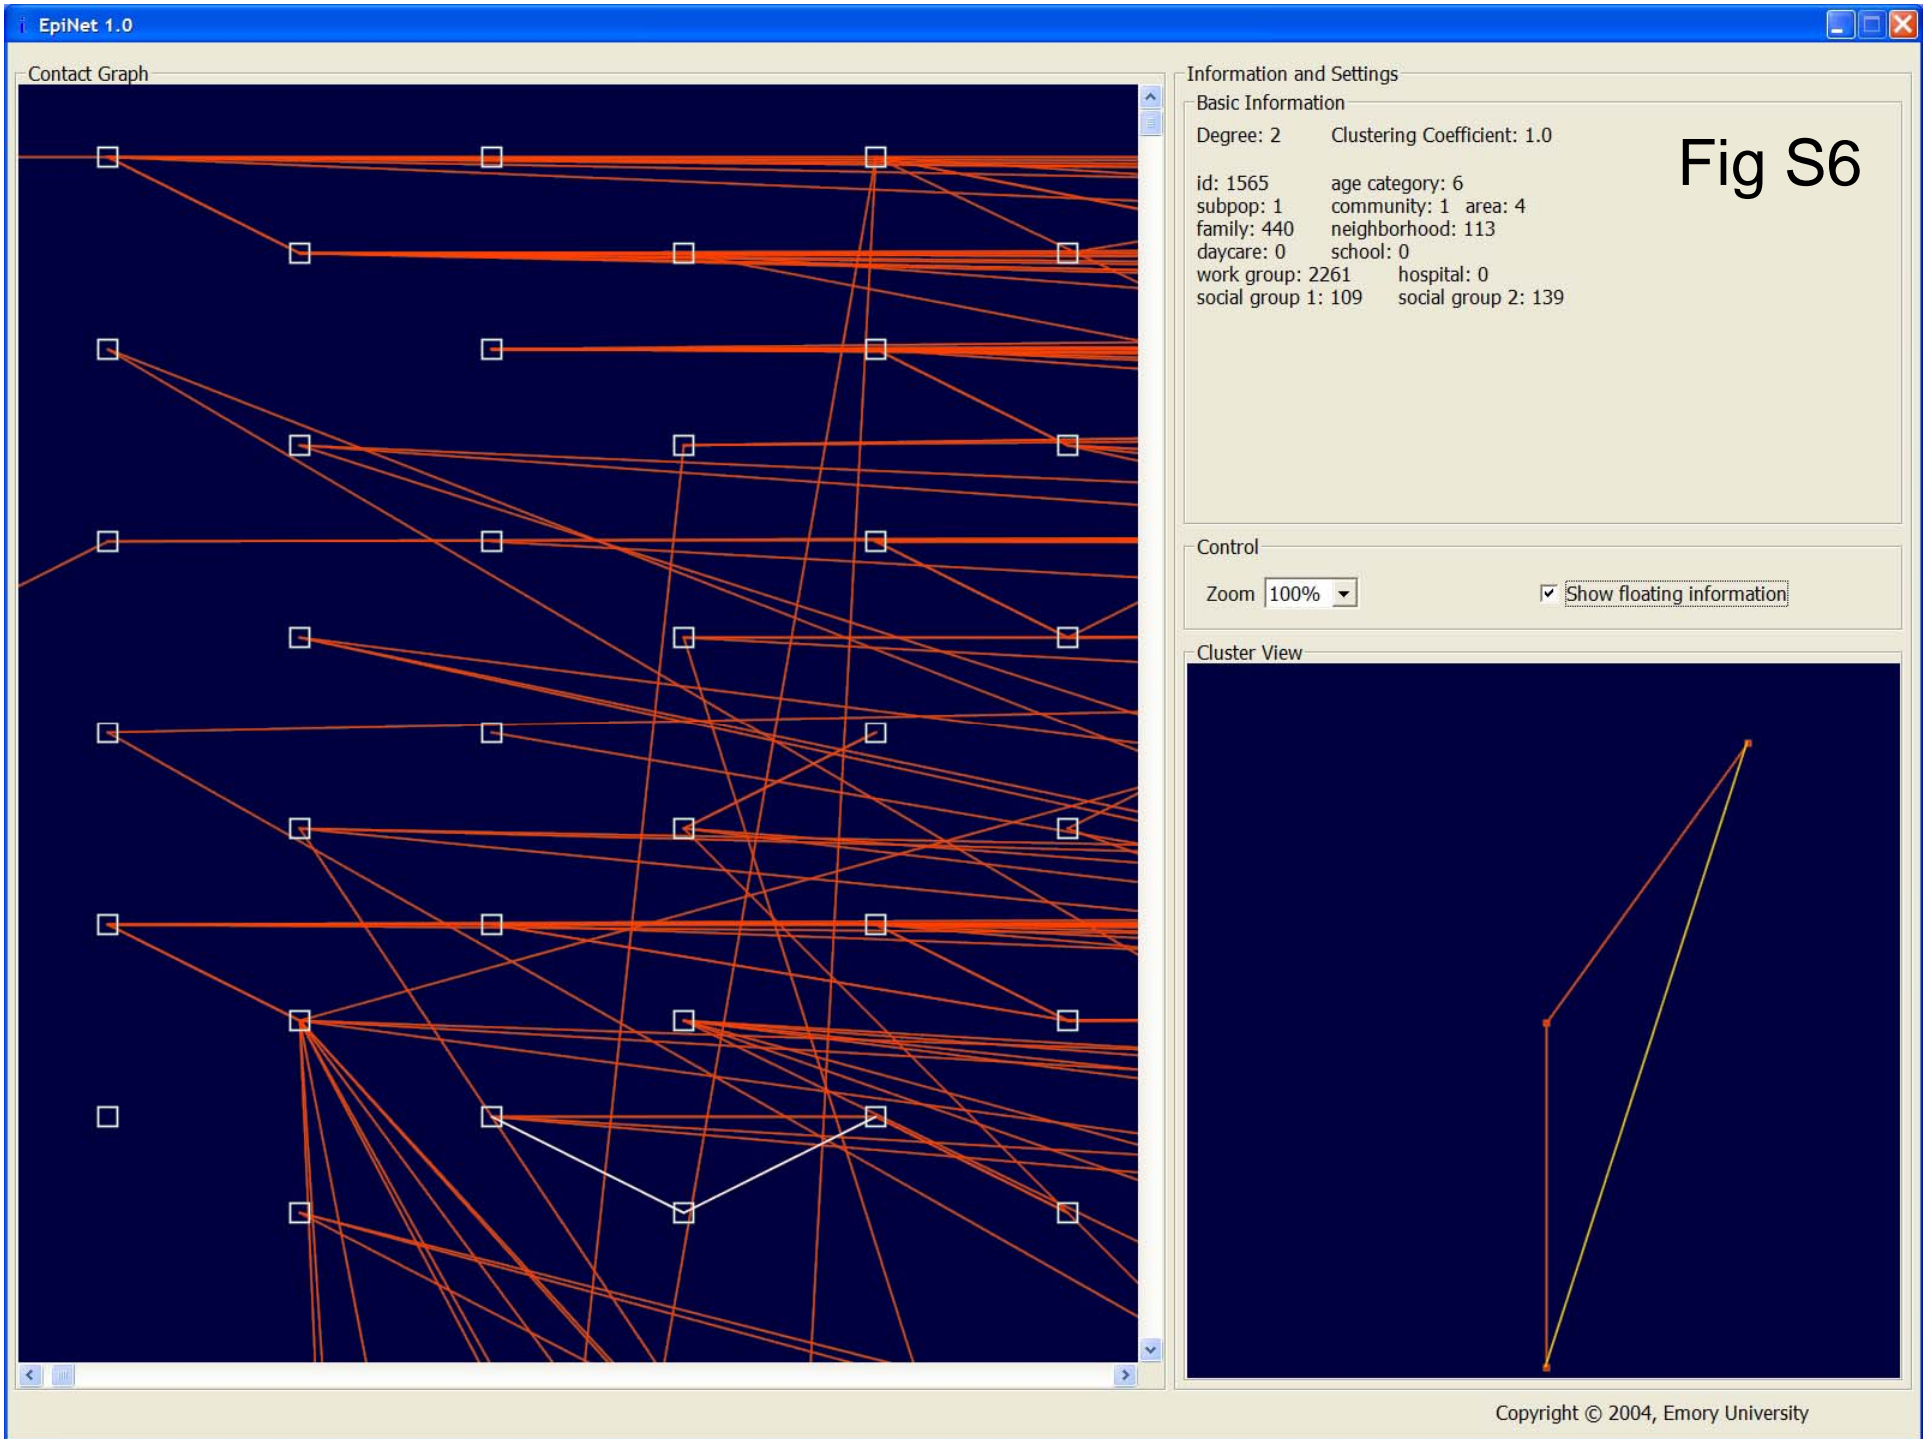 EpiNet 1.0
Contact Graph
Information and Settings
Basic Information
Degree: 2 Clustering Coefficient: 1.0
Fig S6
id: 1565 age category: 6
subpop: 1 community: 1 area: 4
family: 440 neighborhood: 113
daycare: 0 school: 0
work group: 2261 hospital: 0
social group 1: 109 social group 2: 139
Control
Zoom 100% Show floating information
Cluster View
Copyright © 2004, Emory University